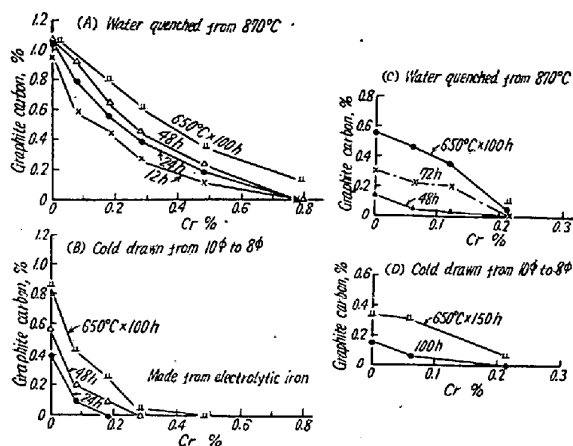 (A) Water quenched from 870°C
Graphite carbon, %
1.2
1.0
0.8
0.6
0.4
0.2
0
650°C×100h
48h
24h
12h
0 0.2 0.4 0.6 0.8
Cr %
(B) Cold drawn from 10ϕ to 8ϕ
Graphite carbon, %
1.0
0.8
0.6
0.4
0.2
0
650°C×100h
48h
24h
Made from electrolytic iron
0 0.2 0.4 0.6 0.8
Cr %
(C) Water quenched from 870°C
Graphite carbon, %
0.8
0.6
0.4
0.2
0
650°C×100h
72h
48h
0 0.1 0.2 0.3
Cr %
(D) Cold drawn from 10ϕ to 8ϕ
Graphite carbon, %
0.6
0.4
0.2
0
650°C×150h
100h
0 0.1 0.2 0.3
Cr %